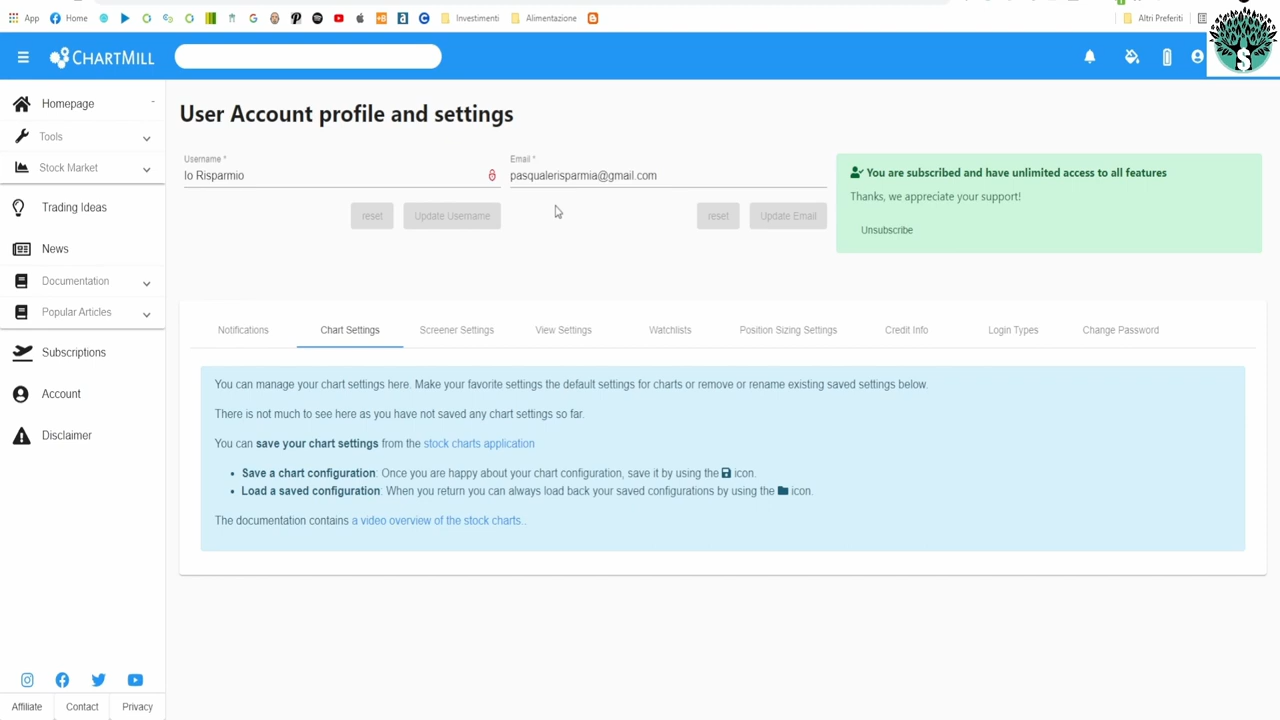 App
Home
Investimenti
Alimentazione
Altri Preferiti
CHARTMILL
Homepage
Tools
Stock Market
Trading Ideas
News
Documentation
Popular Articles
Subscriptions
Account
Disclaimer
Affiliate
Contact
Privacy
User Account profile and settings
Username *
Io Risparmio
reset
Update Username
Email *
pasqualerisparmia@gmail.com
reset
Update Email
You are subscribed and have unlimited access to all features
Thanks, we appreciate your support!
Unsubscribe
Notifications
Chart Settings
Screener Settings
View Settings
Watchlists
Position Sizing Settings
Credit Info
Login Types
Change Password
You can manage your chart settings here. Make your favorite settings the default settings for charts or remove or rename existing saved settings below.
There is not much to see here as you have not saved any chart settings so far.
You can save your chart settings from the stock charts application
• Save a chart configuration: Once you are happy about your chart configuration, save it by using the icon.
• Load a saved configuration: When you return you can always load back your saved configurations by using the icon.
The documentation contains a video overview of the stock charts..